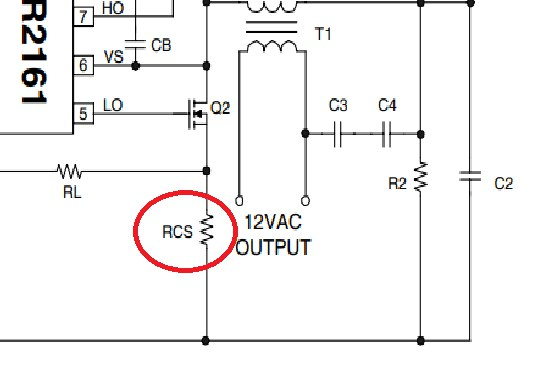 R2161
7
HO
T1
CB
6
VS
5
LO
Q2
C3
C4
RL
R2
C2
RCS
12VAC
OUTPUT